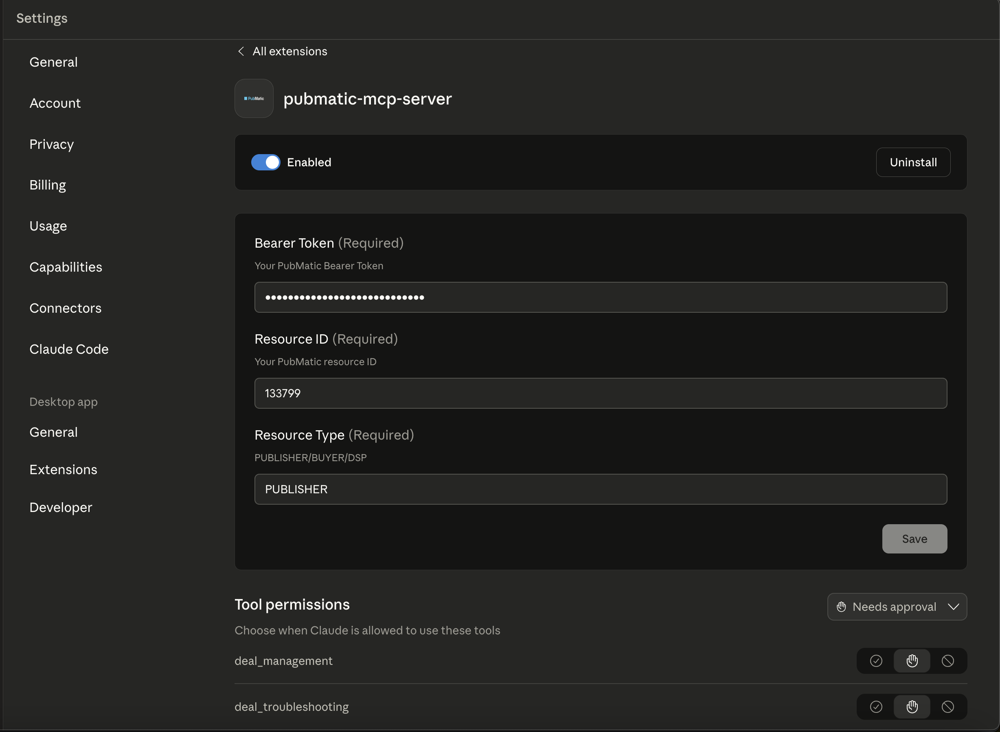 Settings
General
Account
Privacy
Billing
Usage
Capabilities
Connectors
Claude Code
Desktop app
General
Extensions
Developer
All extensions
PubMatic
pubmatic-mcp-server
Enabled
Uninstall
Bearer Token (Required)
Your PubMatic Bearer Token
••••••••••••••••••••••••••••
Resource ID (Required)
Your PubMatic resource ID
133799
Resource Type (Required)
PUBLISHER/BUYER/DSP
PUBLISHER
Save
Tool permissions
Needs approval
Choose when Claude is allowed to use these tools
deal_management
deal_troubleshooting